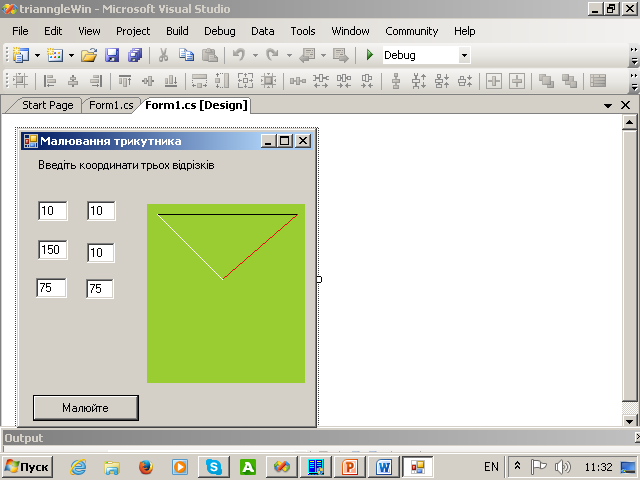 trianngleWin - Microsoft Visual Studio
File Edit View Project Build Debug Data Tools Window Community Help
Debug
Start Page Form1.cs Form1.cs [Design]
Малювання трикутника
Введіть координати трьох відрізків
10 10
150 10
75 75
Малюйте
Output
Пуск EN 11:32